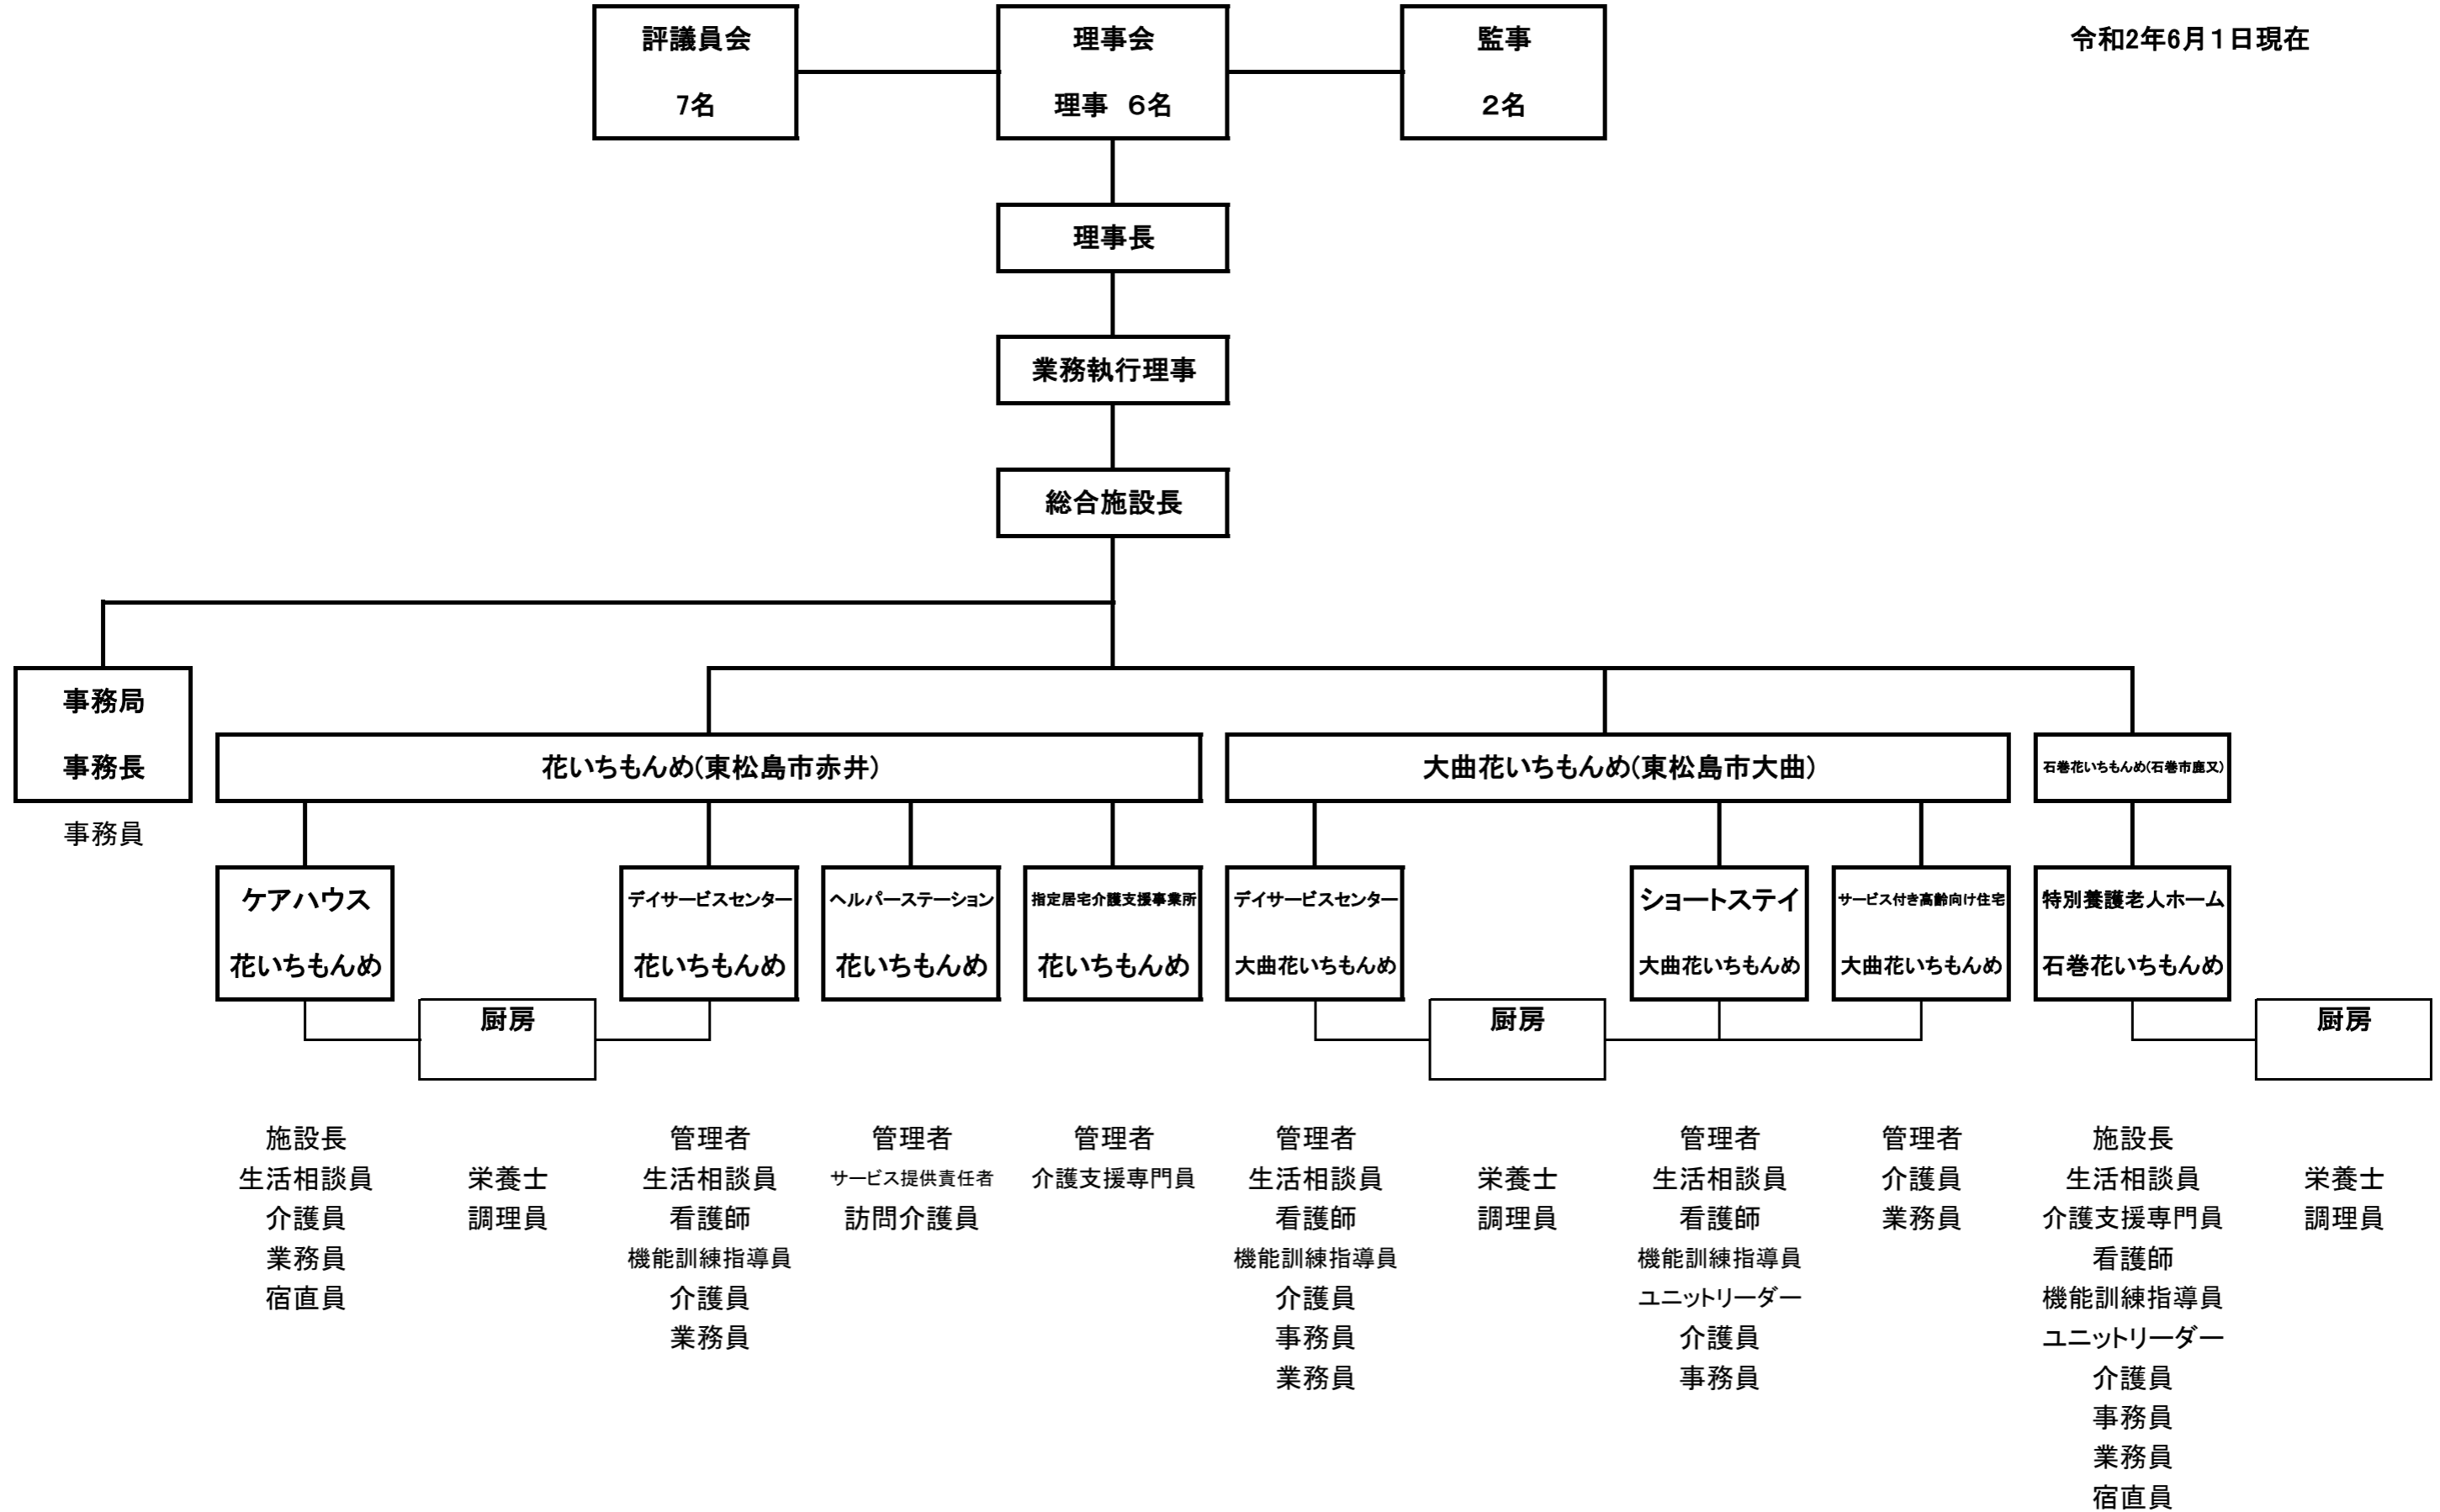 評議員会
7名
理事会
理事　６名
監事
２名
令和2年6月１日現在
理事長
業務執行理事
総合施設長
事務局
事務長
事務員
花いちもんめ(東松島市赤井)
大曲花いちもんめ(東松島市大曲)
石巻花いちもんめ(石巻市鹿又)
ケアハウス
花いちもんめ
デイサービスセンター
花いちもんめ
ヘルパーステーション
花いちもんめ
指定居宅介護支援事業所
花いちもんめ
デイサービスセンター
大曲花いちもんめ
ショートステイ
大曲花いちもんめ
サービス付き高齢向け住宅
大曲花いちもんめ
特別養護老人ホーム
石巻花いちもんめ
厨房
厨房
厨房
施設長
生活相談員
介護員
業務員
宿直員
栄養士
調理員
管理者
生活相談員
看護師
機能訓練指導員
介護員
業務員
管理者
サービス提供責任者
訪問介護員
管理者
介護支援専門員
管理者
生活相談員
看護師
機能訓練指導員
介護員
事務員
業務員
栄養士
調理員
管理者
生活相談員
看護師
機能訓練指導員
ユニットリーダー
介護員
事務員
管理者
介護員
業務員
施設長
生活相談員
介護支援専門員
看護師
機能訓練指導員
ユニットリーダー
介護員
事務員
業務員
宿直員
栄養士
調理員